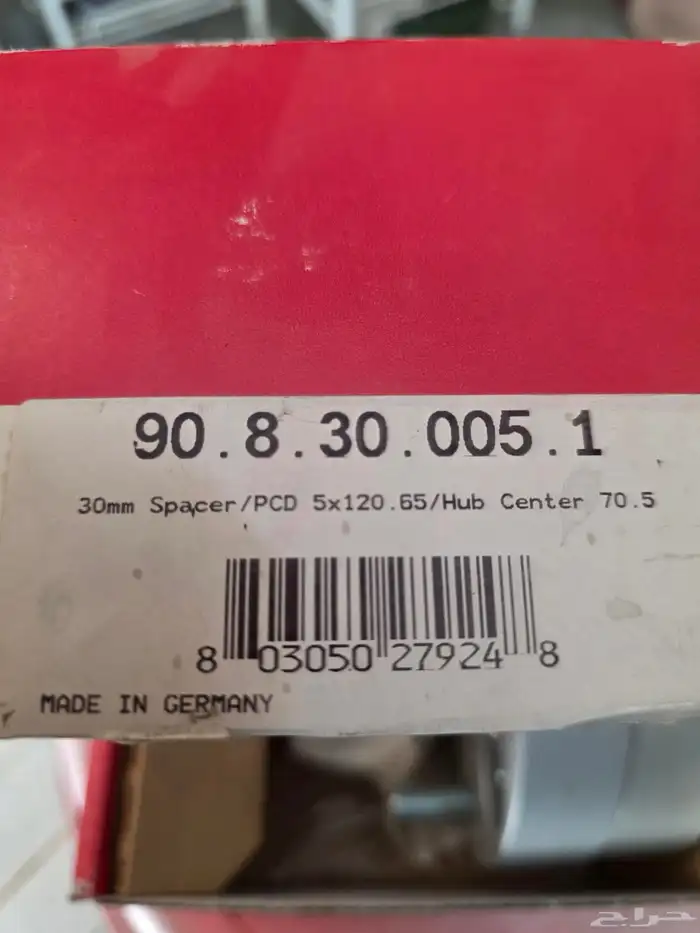 90.8.30.005.1
30mm Spacer/PCD 5x120.65/Hub Center 70.5
8 03050 27924 8
MADE IN GERMANY
حراج